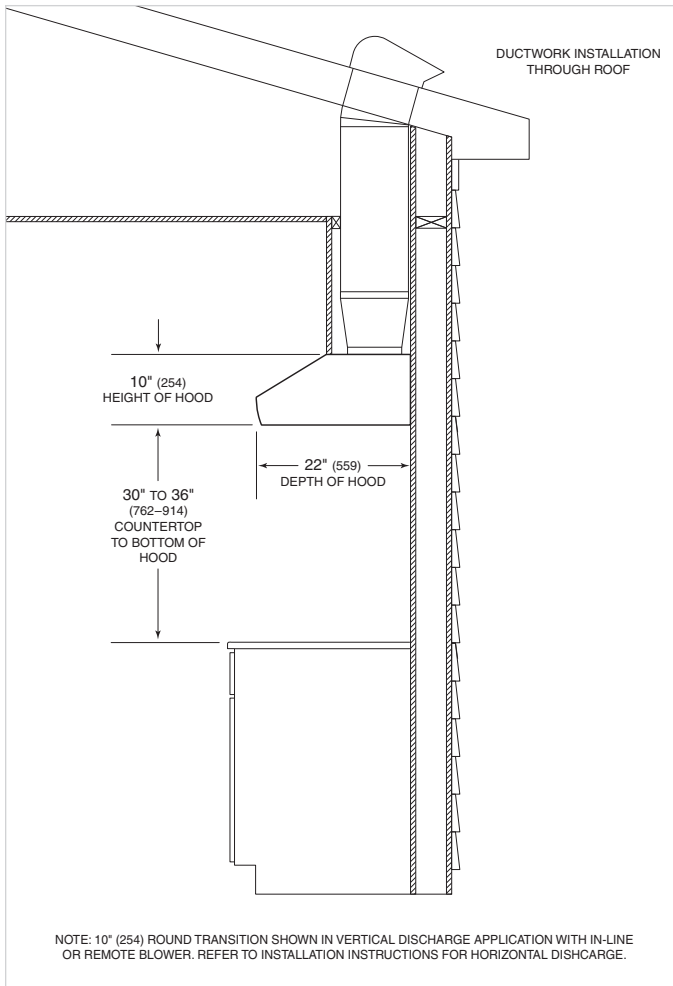 DUCTWORK INSTALLATION
THROUGH ROOF
10" (254)
HEIGHT OF HOOD
22" (559)
DEPTH OF HOOD
30" TO 36"
(762–914)
COUNTERTOP
TO BOTTOM OF
HOOD
NOTE: 10" (254) ROUND TRANSITION SHOWN IN VERTICAL DISCHARGE APPLICATION WITH IN-LINE
OR REMOTE BLOWER. REFER TO INSTALLATION INSTRUCTIONS FOR HORIZONTAL DISHCARGE.